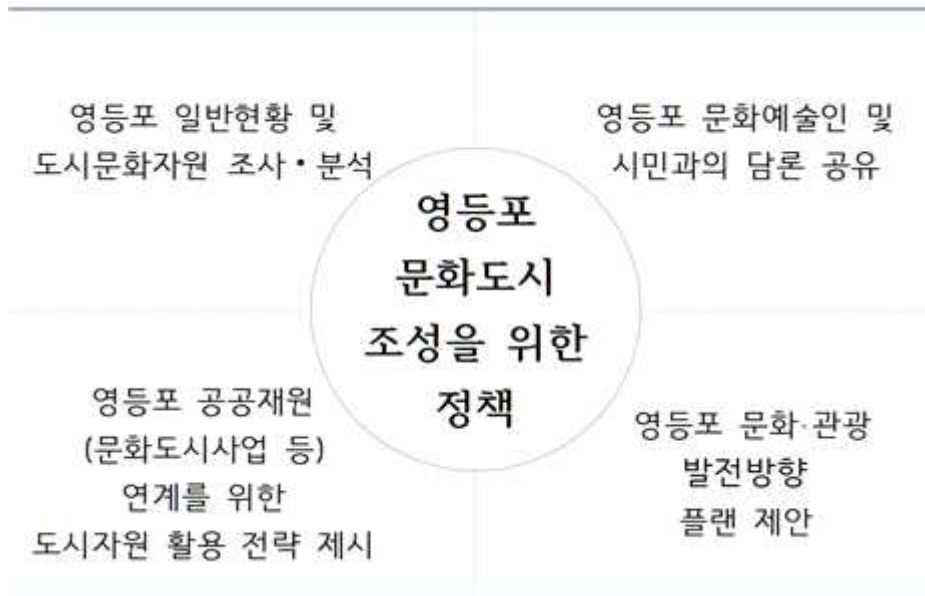 영등포 일반현황 및
도시문화자원 조사・분석
영등포 문화예술인 및
시민과의 담론 공유
영등포
문화도시
조성을 위한
정책
영등포 공공재원
(문화도시사업 등)
연계를 위한
도시자원 활용 전략 제시
영등포 문화·관광
발전방향
플랜 제안